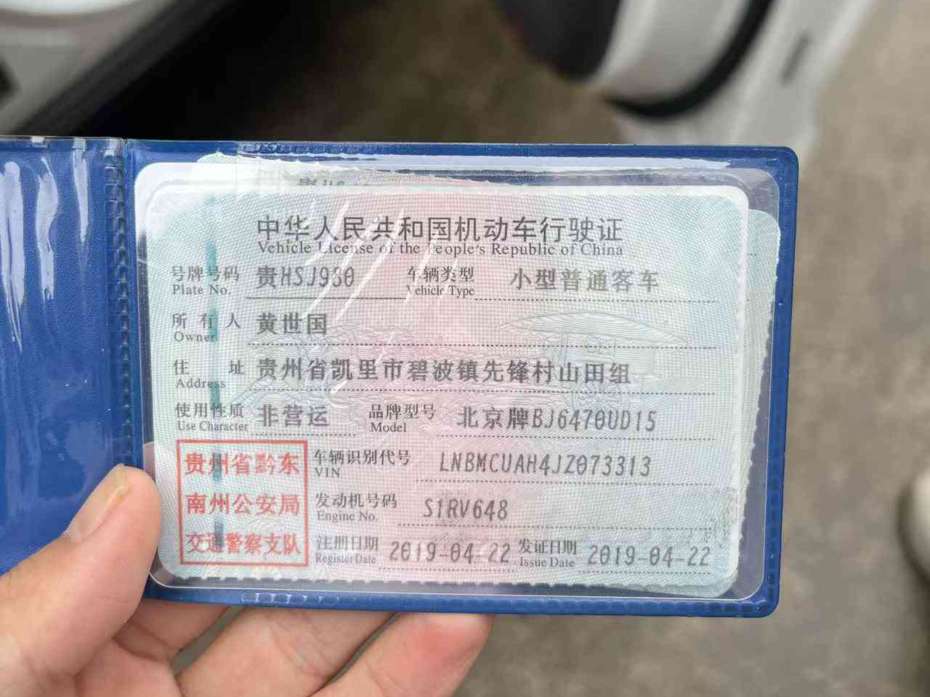 中华人民共和国机动车行驶证
Vehicle License of the People's Republic of China
号牌号码 贵HSJ930 车辆类型 小型普通客车
Plate No. Vehicle Type
所有人 黄世国
Owner
住址 贵州省凯里市碧波镇先锋村山田组
Address
使用性质 非营运 品牌型号 北京牌BJ6470UD15
Use Character Model
贵州省黔东
南州公安局
交通警察支队
车辆识别代号 LNBMCUAH4JZ073313
VIN
发动机号码 S1RV648
Engine No.
注册日期 2019-04-22 发证日期 2019-04-22
Register Date Issue Date